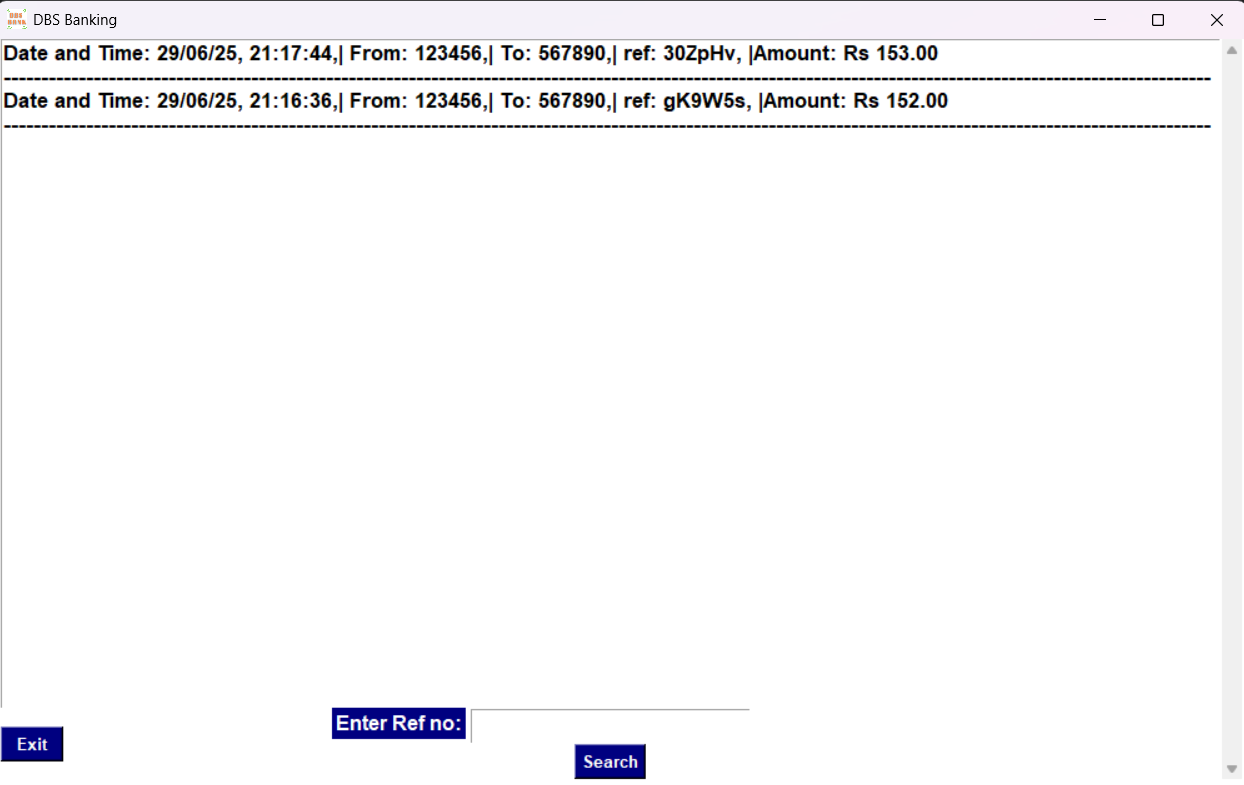 DBS Banking
Date and Time: 29/06/25, 21:17:44,| From: 123456,| To: 567890,| ref: 30ZpHv, |Amount: Rs 153.00
----------------------------------------------------------------------------------------------------------------------------------------------------------------
Date and Time: 29/06/25, 21:16:36,| From: 123456,| To: 567890,| ref: gK9W5s, |Amount: Rs 152.00
----------------------------------------------------------------------------------------------------------------------------------------------------------------
Enter Ref no:
Exit
Search